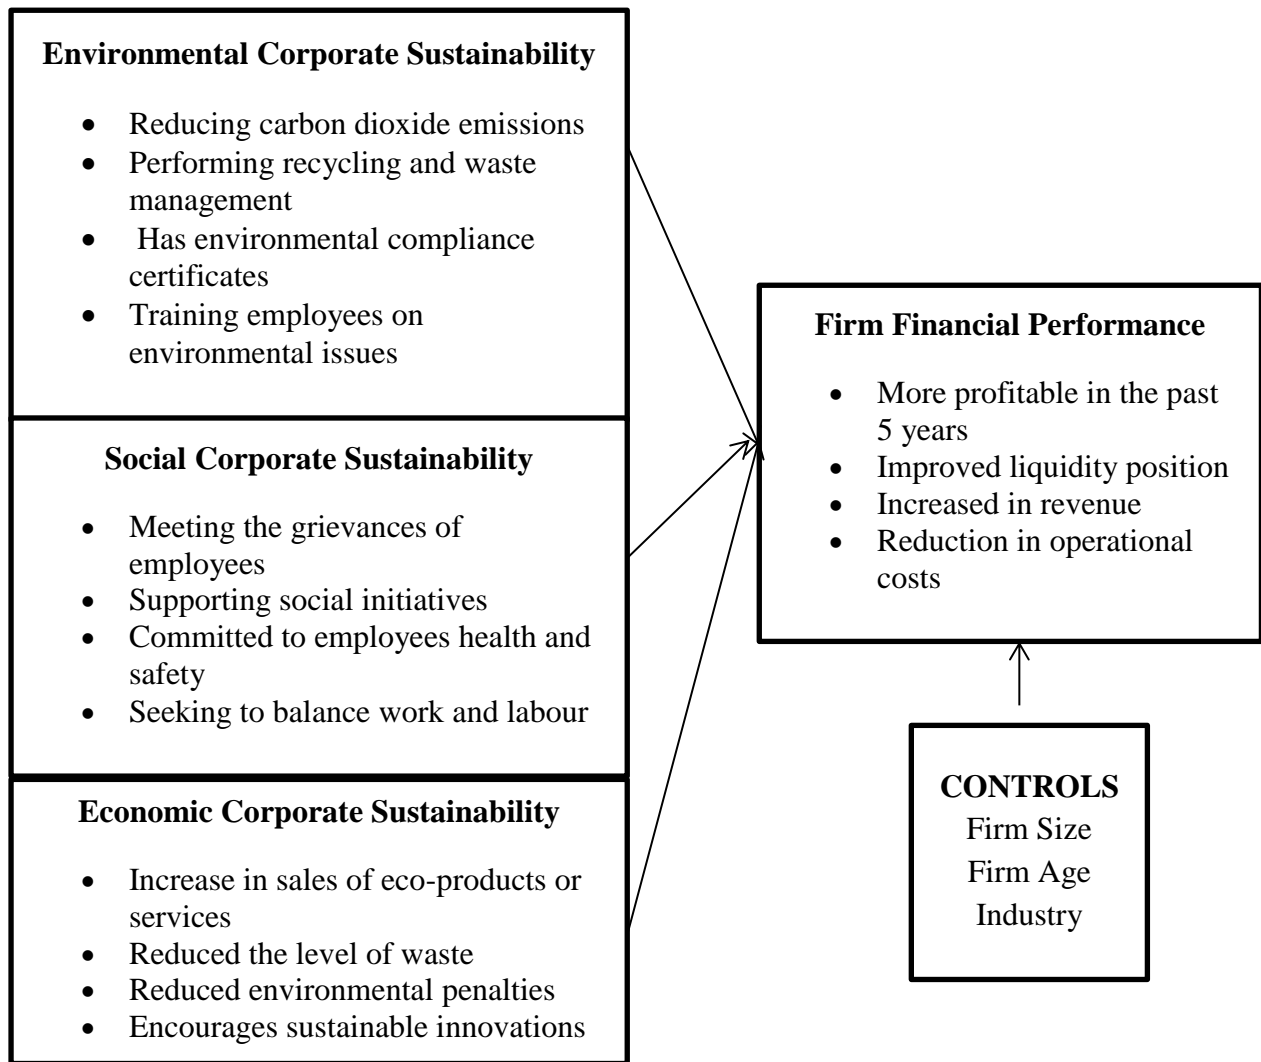 Environmental Corporate Sustainability
• Reducing carbon dioxide emissions
• Performing recycling and waste
management
• Has environmental compliance
certificates
• Training employees on
environmental issues
Social Corporate Sustainability
• Meeting the grievances of
employees
• Supporting social initiatives
• Committed to employees health and
safety
• Seeking to balance work and labour
Economic Corporate Sustainability
• Increase in sales of eco-products or
services
• Reduced the level of waste
• Reduced environmental penalties
• Encourages sustainable innovations
Firm Financial Performance
• More profitable in the past
5 years
• Improved liquidity position
• Increased in revenue
• Reduction in operational
costs
CONTROLS
Firm Size
Firm Age
Industry